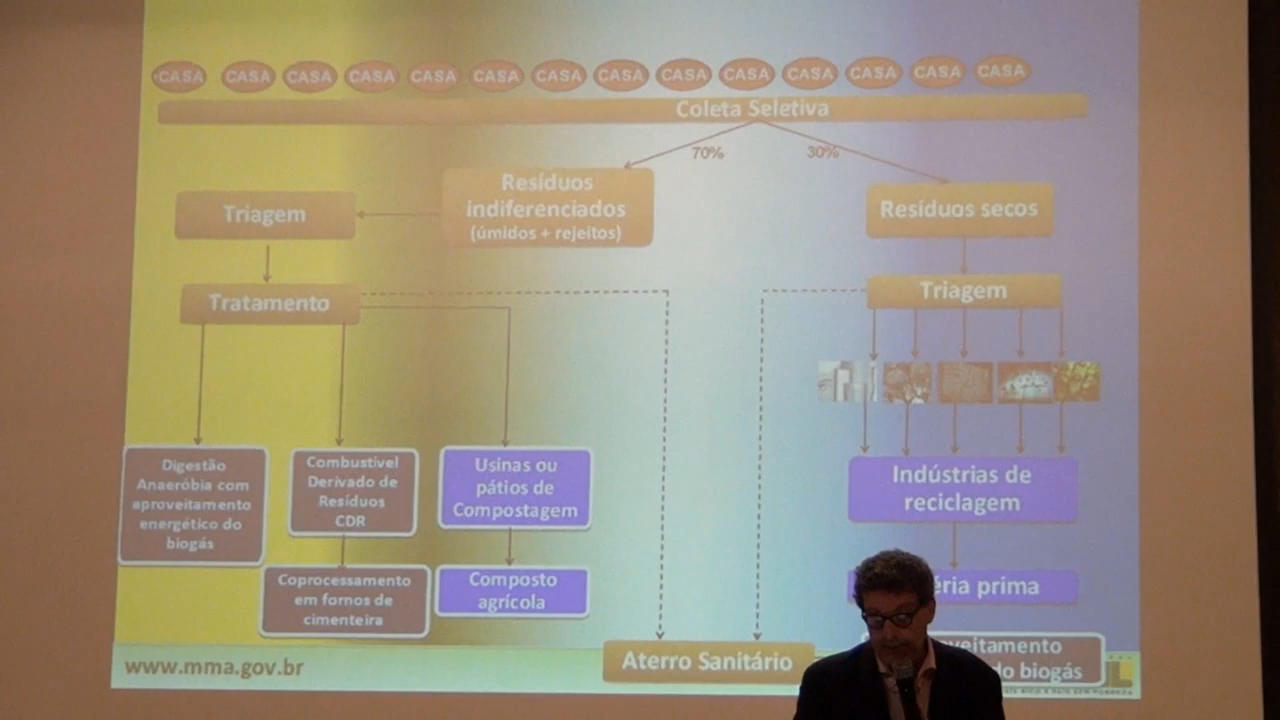 CASA CASA CASA CASA CASA CASA CASA CASA CASA CASA CASA CASA CASA CASA
Coleta Seletiva
70% 30%
Resíduos
indiferenciados
(úmidos + rejeitos)
Triagem
Resíduos secos
Tratamento
Triagem
Digestão
Anaeróbia com
aproveitamento
energético do
biogás
Combustível
Derivado de
Resíduos
CDR
Usinas ou
pátios de
Compostagem
Indústrias de
reciclagem
Coprocessamento
em fornos de
cimenteira
Composto
agrícola
éria prima
Aterro Sanitário
veitamento
do biogás
www.mma.gov.br